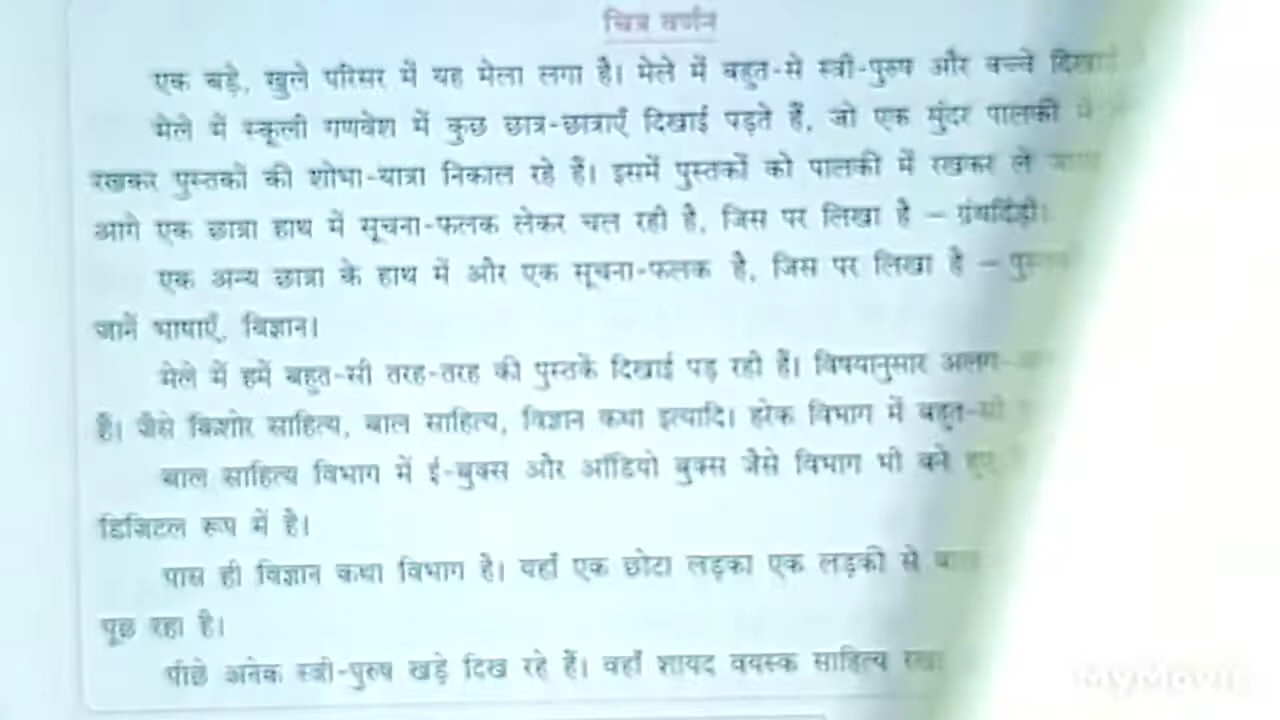 चित्र वर्णन
एक बड़े, खुले परिसर में यह मेला लगा है। मेले में बहुत-से स्त्री-पुरुष और बच्चे दिखाई
मेले में स्कूली गणवेश में कुछ छात्र-छात्राएँ दिखाई पड़ते हैं, जो एक सुंदर पालकी में
रखकर पुस्तकों की शोभा-यात्रा निकाल रहे हैं। इसमें पुस्तकों को पालकी में रखकर ले
आगे एक छात्रा हाथ में सूचना-फलक लेकर चल रही है, जिस पर लिखा है – ग्रंथदिंडी।
एक अन्य छात्रा के हाथ में और एक सूचना-फलक है, जिस पर लिखा है –
जानें भाषाएँ, विज्ञान।
मेले में हमें बहुत-सी तरह-तरह की पुस्तकें दिखाई पड़ रही हैं। विषयानुसार अलग-
हैं। जैसे किशोर साहित्य, बाल साहित्य, विज्ञान कथा इत्यादि। हरेक विभाग में बहुत-सी
बाल साहित्य विभाग में ई-बुक्स और ऑडियो बुक्स जैसे विभाग भी बने हुए
डिजिटल रूप में है।
पास ही विज्ञान कथा विभाग है। यहाँ एक छोटा लड़का एक लड़की से
पूछ रहा है।
पीछे अनेक स्त्री-पुरुष खड़े दिख रहे हैं। वहाँ शायद वयस्क साहित्य रखा